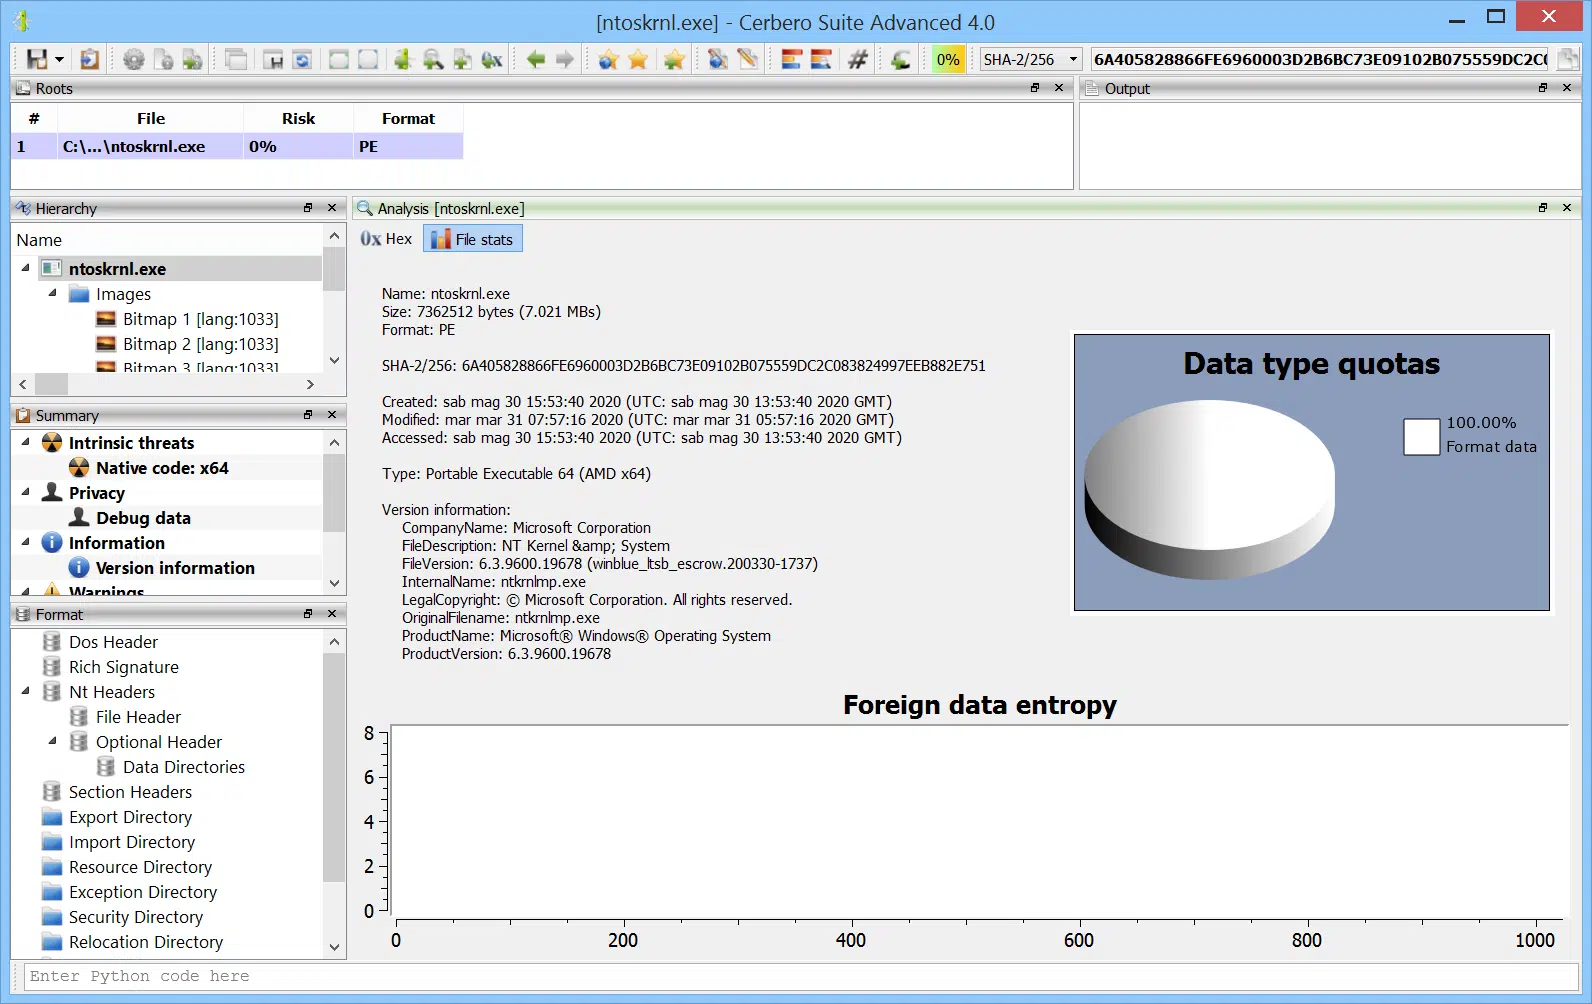 [ntoskrnl.exe] - Cerbero Suite Advanced 4.0
0x
#
0%
SHA-2/256
6A405828866FE6960003D2B6BC73E09102B075559DC2C0
Roots
Output
# File Risk Format
1 C:\...\ntoskrnl.exe 0% PE
Hierarchy
Name
ntoskrnl.exe
Images
Bitmap 1 [lang:1033]
Bitmap 2 [lang:1033]
Bitmap 3 [lang:1033]
Summary
Intrinsic threats
Native code: x64
Privacy
Debug data
Information
Version information
Warnings
Format
Dos Header
Rich Signature
Nt Headers
File Header
Optional Header
Data Directories
Section Headers
Export Directory
Import Directory
Resource Directory
Exception Directory
Security Directory
Relocation Directory
Analysis [ntoskrnl.exe]
0x Hex
File stats
Name: ntoskrnl.exe
Size: 7362512 bytes (7.021 MBs)
Format: PE
SHA-2/256: 6A405828866FE6960003D2B6BC73E09102B075559DC2C083824997EEB882E751
Created: sab mag 30 15:53:40 2020 (UTC: sab mag 30 13:53:40 2020 GMT)
Modified: mar mar 31 07:57:16 2020 (UTC: mar mar 31 05:57:16 2020 GMT)
Accessed: sab mag 30 15:53:40 2020 (UTC: sab mag 30 13:53:40 2020 GMT)
Type: Portable Executable 64 (AMD x64)
Version information:
CompanyName: Microsoft Corporation
FileDescription: NT Kernel &amp; System
FileVersion: 6.3.9600.19678 (winblue_ltsb_escrow.200330-1737)
InternalName: ntkrnlmp.exe
LegalCopyright: © Microsoft Corporation. All rights reserved.
OriginalFilename: ntkrnlmp.exe
ProductName: Microsoft® Windows® Operating System
ProductVersion: 6.3.9600.19678
Data type quotas
100.00%
Format data
Foreign data entropy
8
6
4
2
0
0 200 400 600 800 1000
Enter Python code here